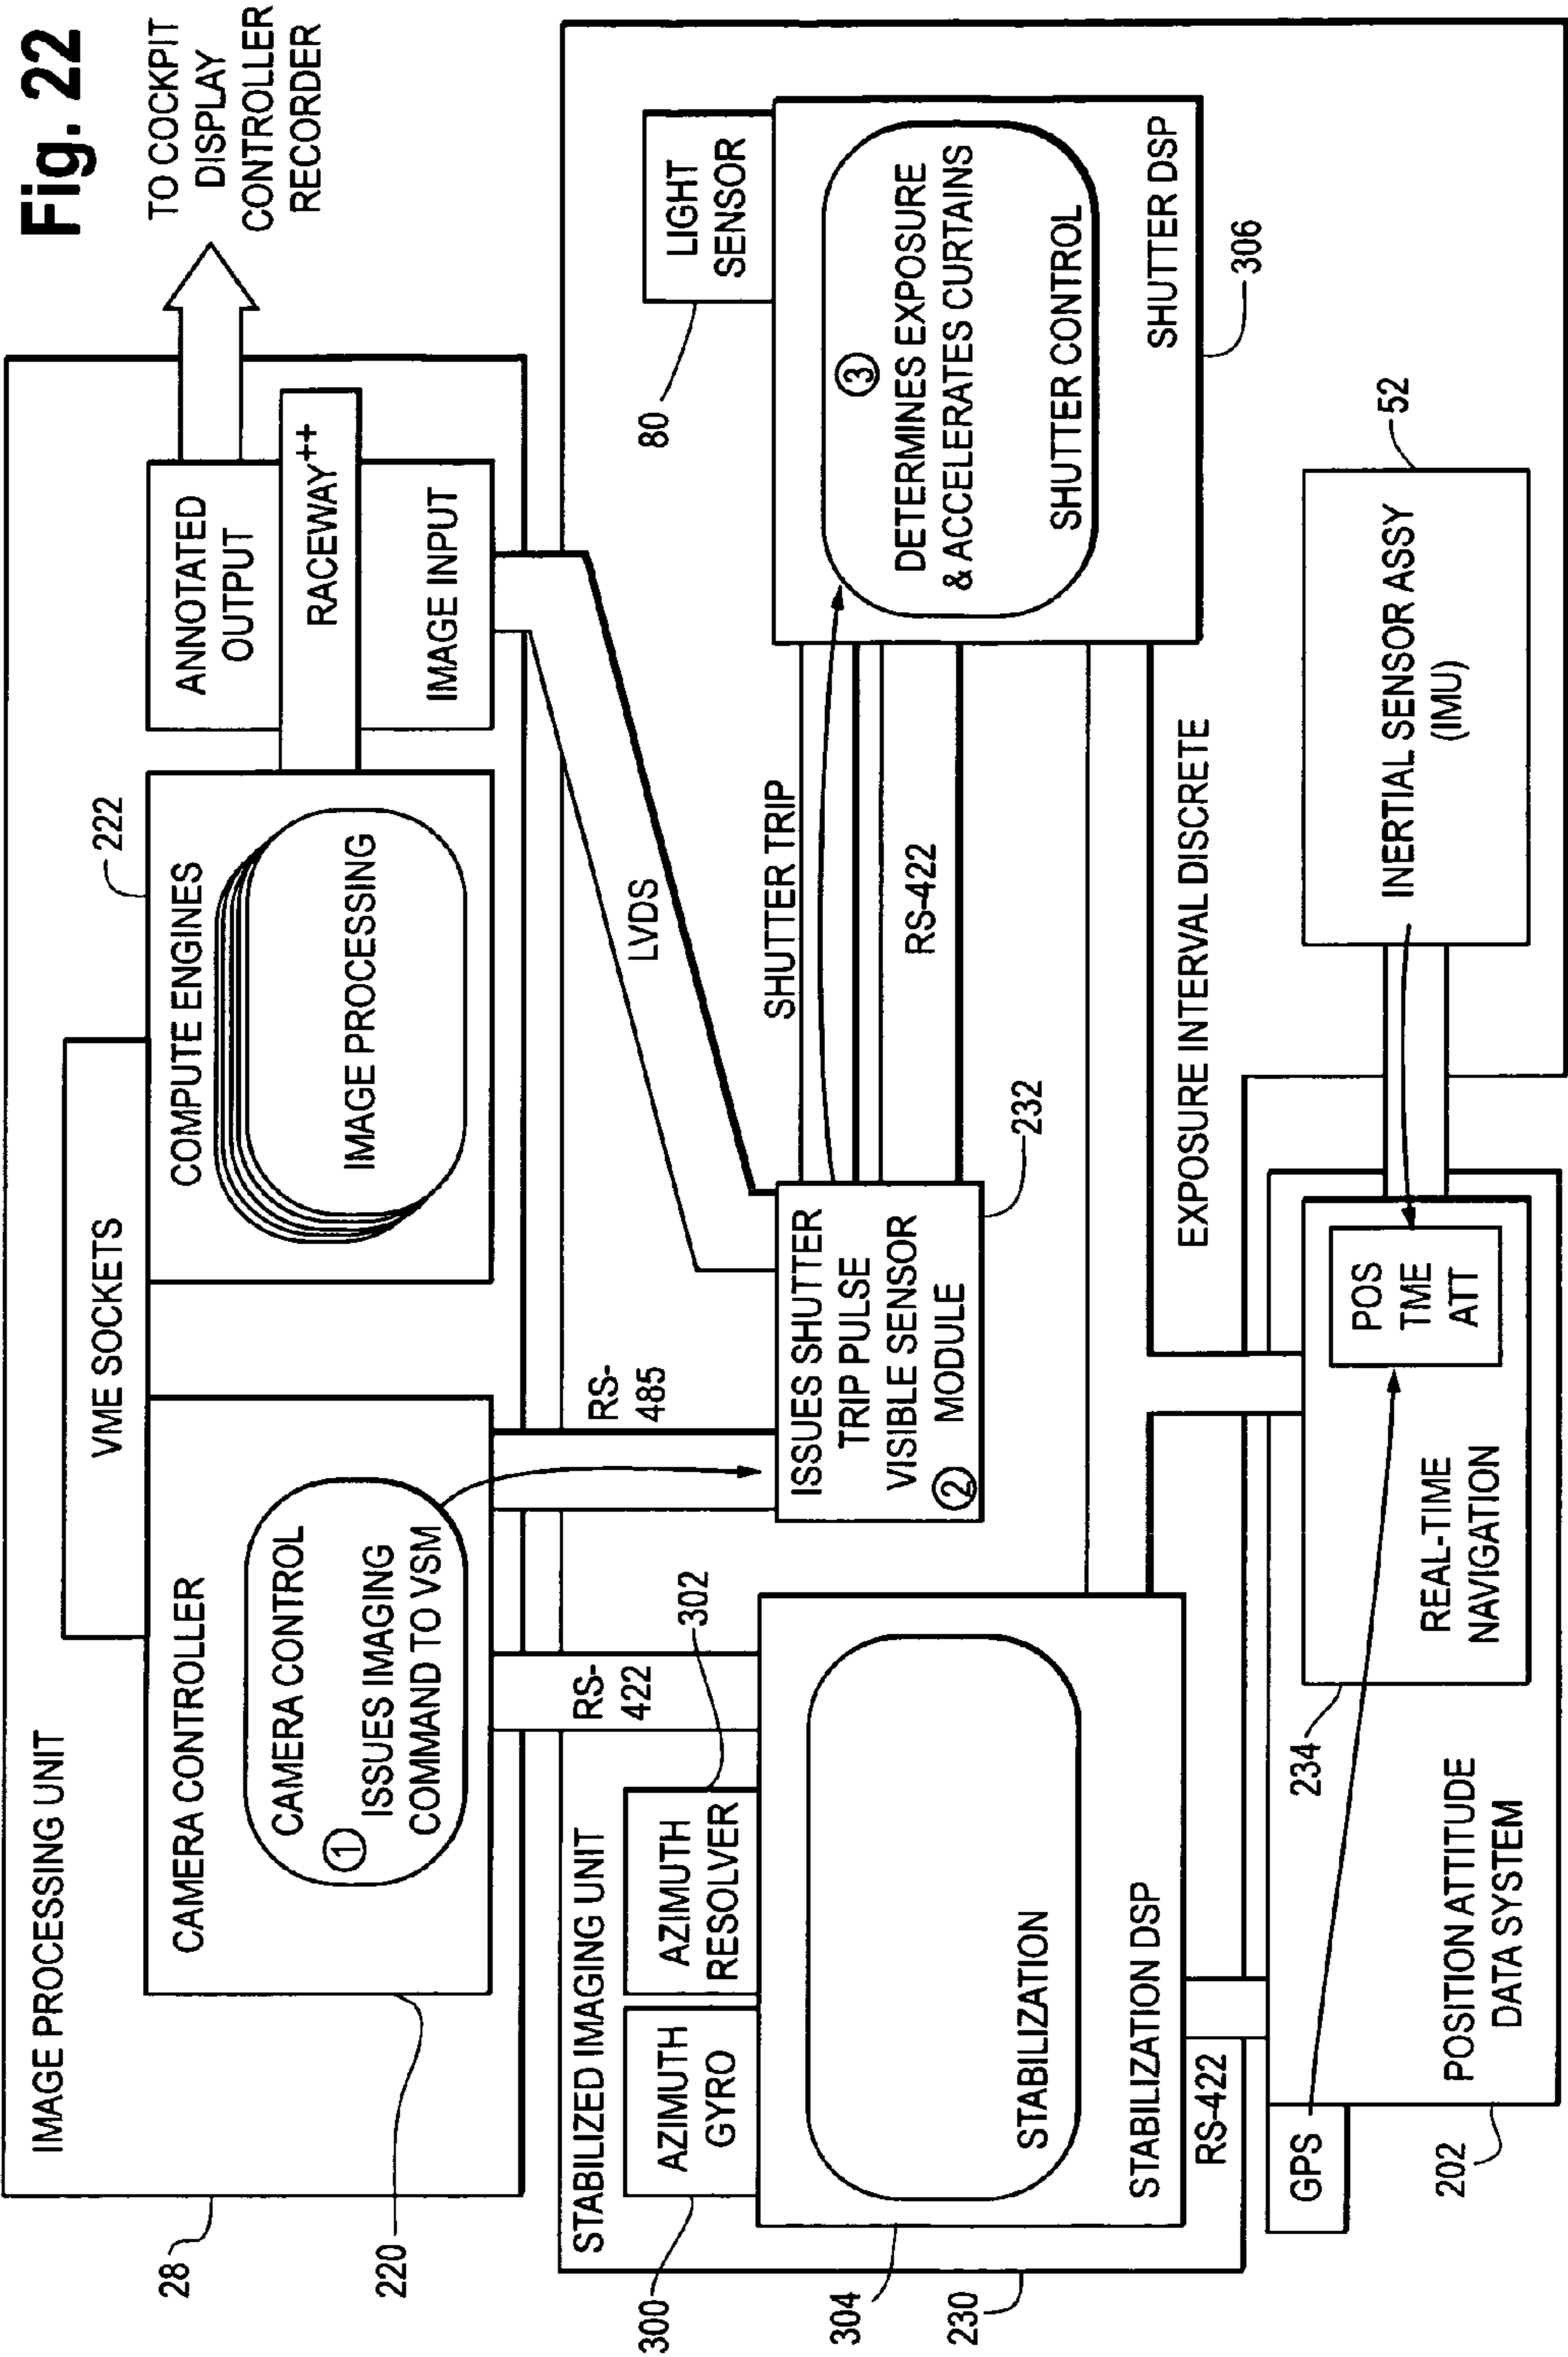 Fig. 22
TO COCKPIT
DISPLAY
CONTROLLER
RECORDER
IMAGE PROCESSING UNIT
28
220
VME SOCKETS
CAMERA CONTROLLER
CAMERA CONTROL
①
ISSUES IMAGING
COMMAND TO VSM
222
COMPUTE ENGINES
IMAGE PROCESSING
ANNOTATED
OUTPUT
RACEWAY++
IMAGE INPUT
STABILIZED IMAGING UNIT
300
AZIMUTH
GYRO
AZIMUTH
RESOLVER
302
RS-
422
RS-
485
LVDS
80
LIGHT
SENSOR
304
STABILIZATION
STABILIZATION DSP
230
ISSUES SHUTTER
TRIP PULSE
VISIBLE SENSOR
② MODULE
232
SHUTTER TRIP
RS-422
③
DETERMINES EXPOSURE
& ACCELERATES CURTAINS
SHUTTER CONTROL
SHUTTER DSP
306
EXPOSURE INTERVAL DISCRETE
RS-422
GPS
202
POSITION ATTITUDE
DATA SYSTEM
234
REAL-TIME
NAVIGATION
POS
TME
ATT
INERTIAL SENSOR ASSY
(IMU)
52